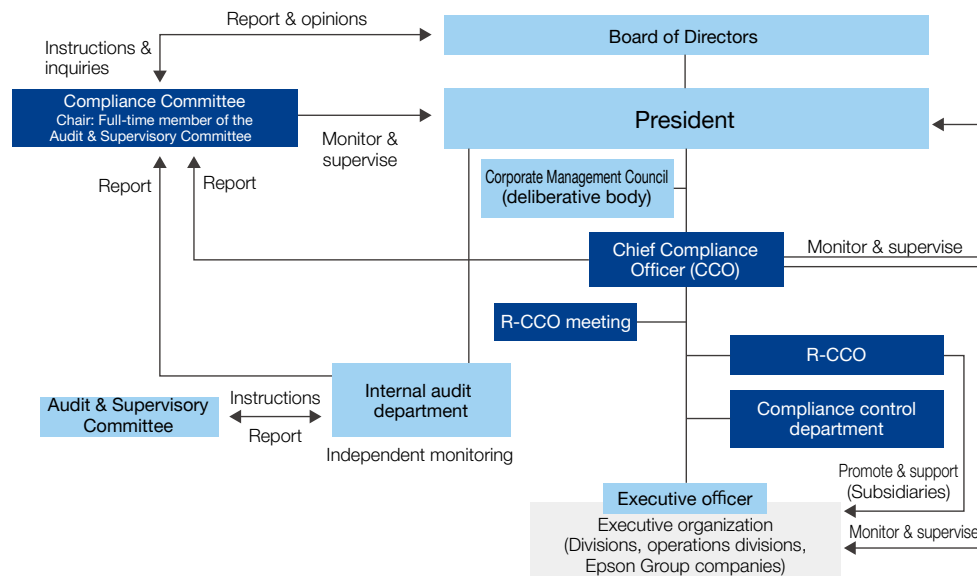 Report & opinions
Board of Directors
Instructions &
inquiries
Compliance Committee
Chair: Full-time member of the
Audit & Supervisory Committee
President
Monitor &
supervise
Report
Report
Corporate Management Council
(deliberative body)
Chief Compliance
Officer (CCO)
Monitor & supervise
R-CCO meeting
R-CCO
Internal audit
department
Audit & Supervisory
Committee
Instructions
Report
Independent monitoring
Compliance control
department
Promote & support
(Subsidiaries)
Executive officer
Executive organization
(Divisions, operations divisions,
Epson Group companies)
Monitor & supervise